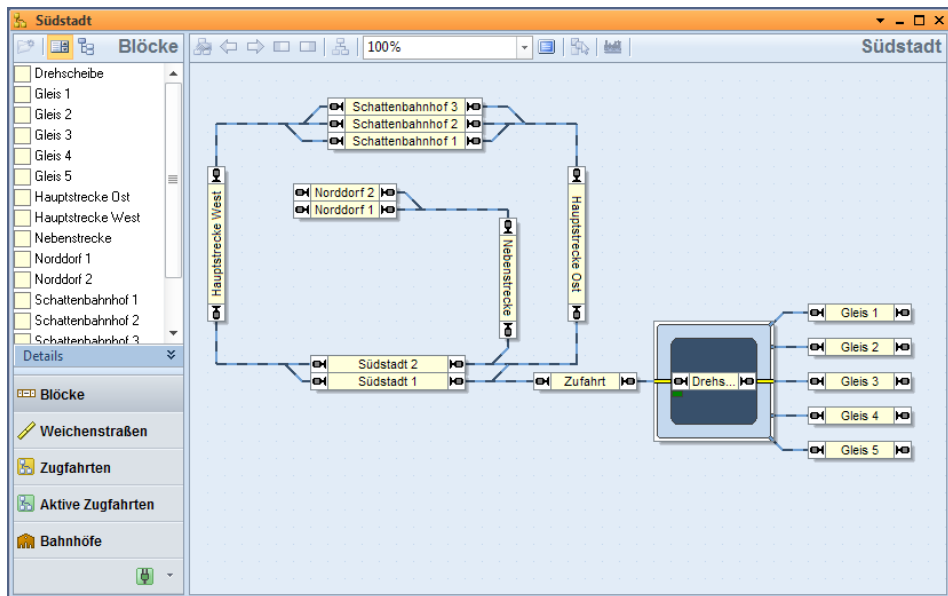 Südstadt
Blöcke
100%
Südstadt
Drehscheibe
Gleis 1
Gleis 2
Gleis 3
Gleis 4
Gleis 5
Hauptstrecke Ost
Hauptstrecke West
Nebenstrecke
Norddorf 1
Norddorf 2
Schattenbahnhof 1
Schattenbahnhof 2
Schattenbahnhof 3
Details
Blöcke
Weichenstraßen
Zugfahrten
Aktive Zugfahrten
Bahnhöfe
Schattenbahnhof 3
Schattenbahnhof 2
Schattenbahnhof 1
Hauptstrecke West
Norddorf 2
Norddorf 1
Nebenstrecke
Hauptstrecke Ost
Südstadt 2
Südstadt 1
Zufahrt
Drehs...
Gleis 1
Gleis 2
Gleis 3
Gleis 4
Gleis 5